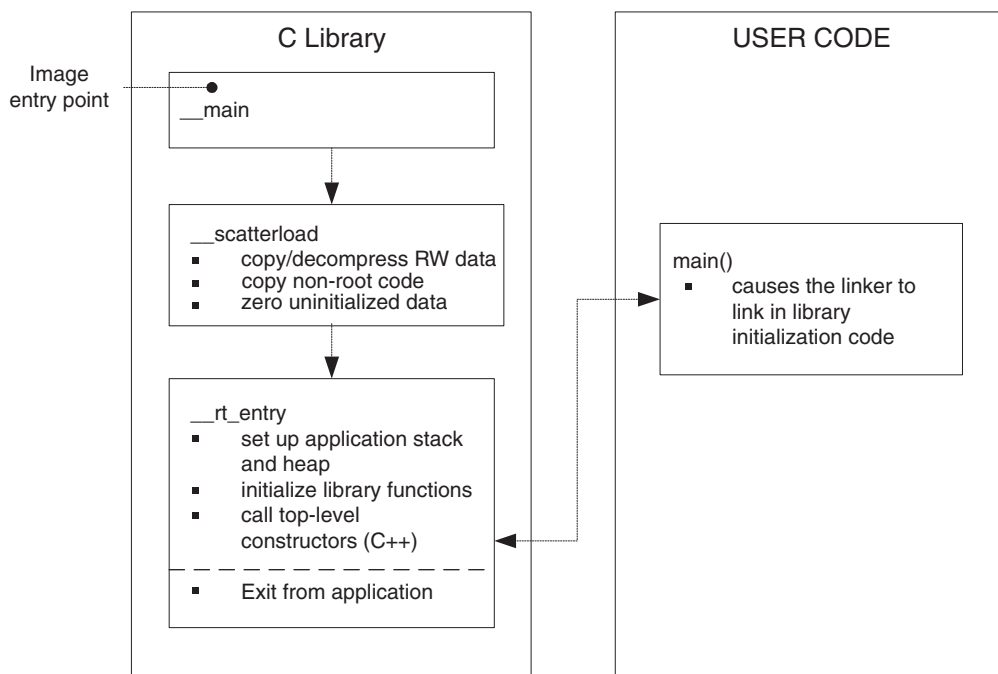 C Library
USER CODE
Image
entry point
__main
__scatterload
▪ copy/decompress RW data
▪ copy non-root code
▪ zero uninitialized data
__rt_entry
▪ set up application stack
and heap
▪ initialize library functions
▪ call top-level
constructors (C++)
▪ Exit from application
main()
▪ causes the linker to
link in library
initialization code